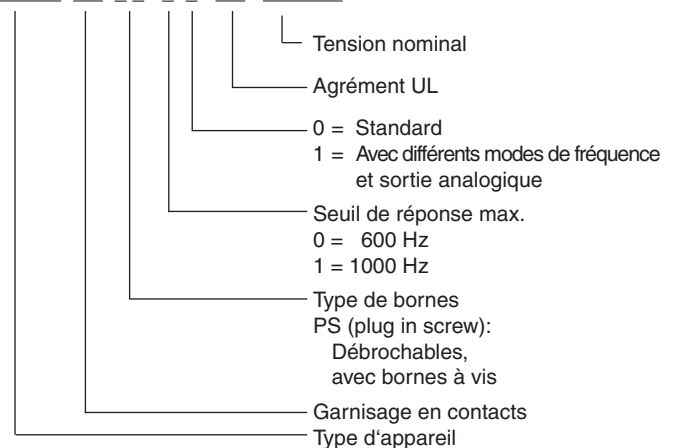 Tension nominal
Agrément UL
0 = Standard
1 = Avec différents modes de fréquence
et sortie analogique
Seuil de réponse max.
0 = 600 Hz
1 = 1000 Hz
Type de bornes
PS (plug in screw):
Débrochables,
avec bornes à vis
Garnisage en contacts
Type d'appareil